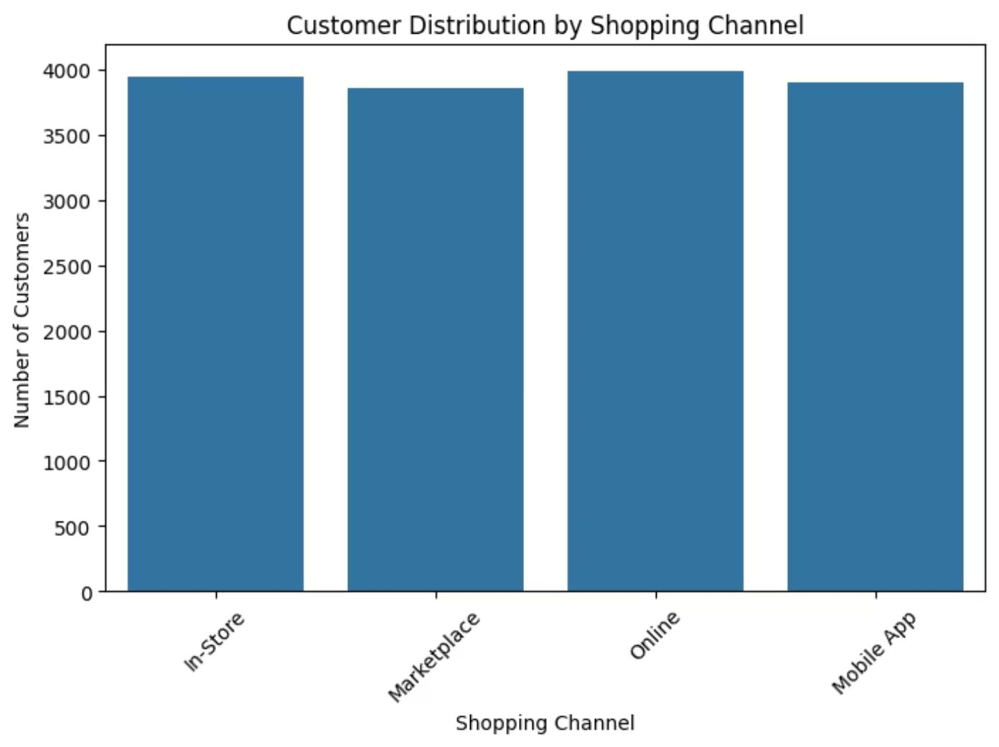 Customer Distribution by Shopping Channel
Number of Customers
4000
3500
3000
2500
2000
1500
1000
500
0
In-Store
Marketplace
Online
Mobile App
Shopping Channel